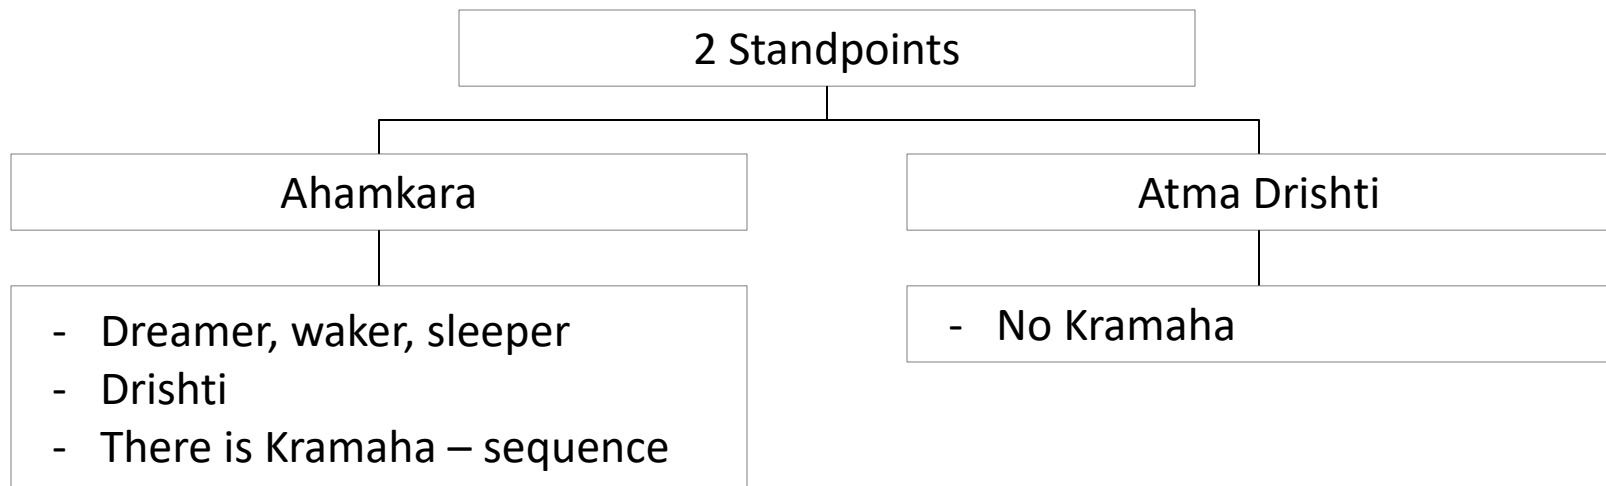 2 Standpoints
Ahamkara
Atma Drishti
- Dreamer, waker, sleeper
- Drishti
- There is Kramaha – sequence
- No Kramaha